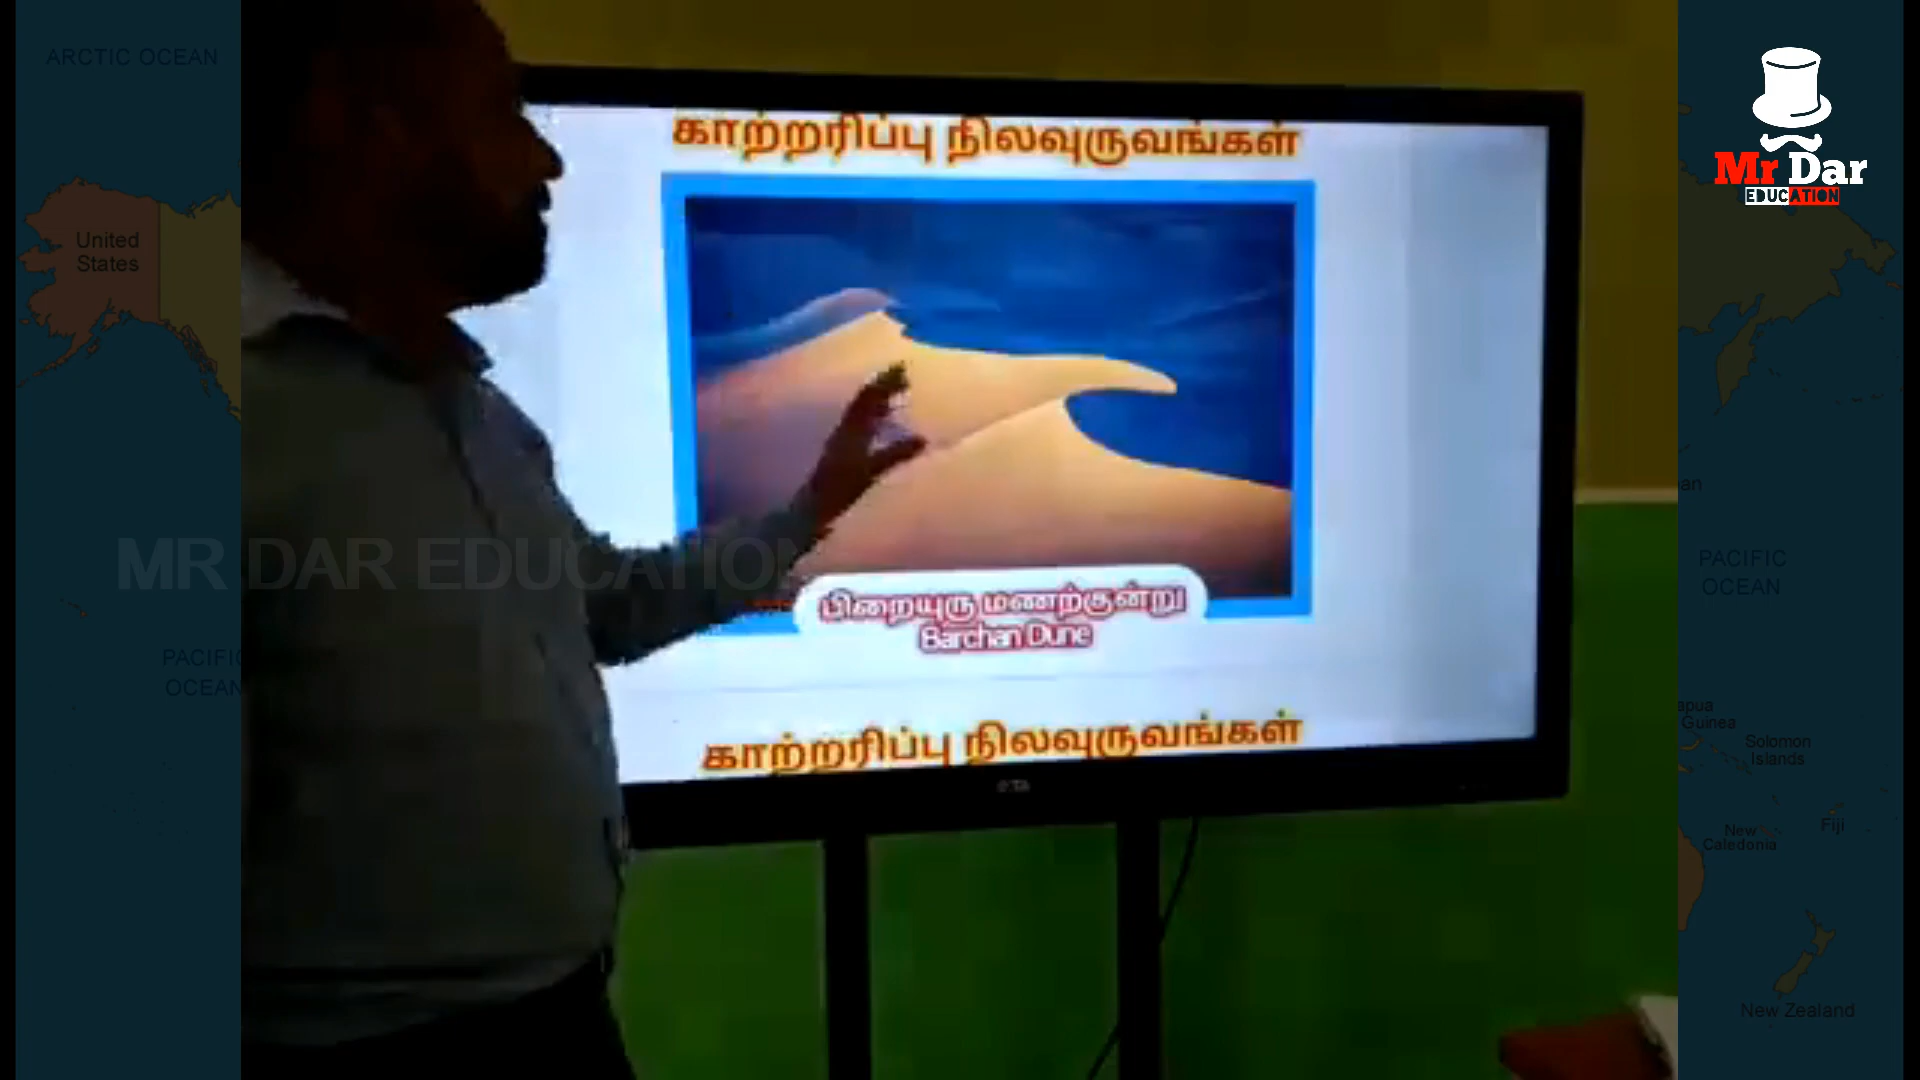 ARCTIC OCEAN
United
States
PACIFIC
OCEAN
MR DAR EDUCATION
காற்றரிப்பு நிலவுருவங்கள்
பிறையுரு மணற்குன்று
Barchan Dune
காற்றரிப்பு நிலவுருவங்கள்
Mr Dar
EDUCATION
PACIFIC
OCEAN
Guinea
Solomon
Islands
New
Caledonia
Fiji
New Zealand